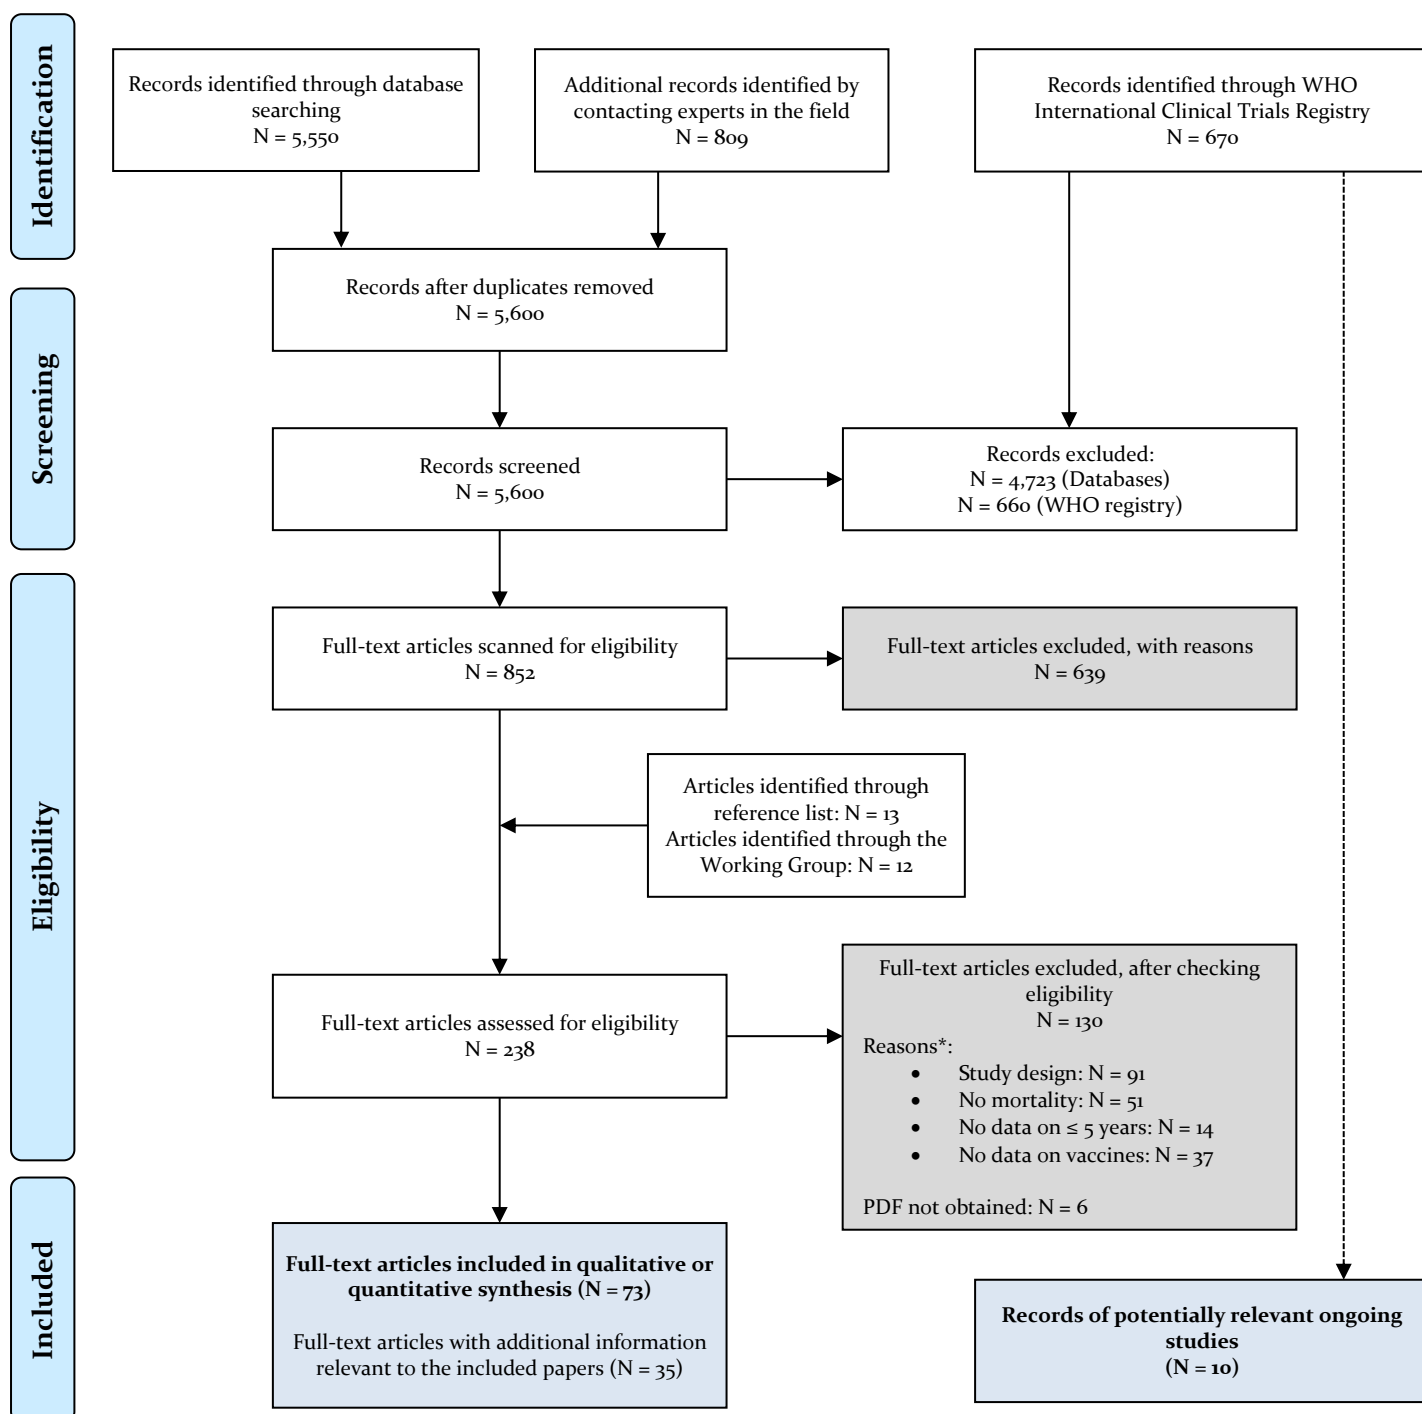 Identification
Records identified through database
searching
N = 5,550
Additional records identified by
contacting experts in the field
N = 809
Records identified through WHO
International Clinical Trials Registry
N = 670
Screening
Records after duplicates removed
N = 5,600
Records screened
N = 5,600
Records excluded:
N = 4,723 (Databases)
N = 660 (WHO registry)
Eligibility
Full-text articles scanned for eligibility
N = 852
Full-text articles excluded, with reasons
N = 639
Articles identified through
reference list: N = 13
Articles identified through the
Working Group: N = 12
Full-text articles assessed for eligibility
N = 238
Full-text articles excluded, after checking
eligibility
N = 130
Reasons*:
• Study design: N = 91
• No mortality: N = 51
• No data on ≤ 5 years: N = 14
• No data on vaccines: N = 37
PDF not obtained: N = 6
Included
Full-text articles included in qualitative or
quantitative synthesis (N = 73)
Full-text articles with additional information
relevant to the included papers (N = 35)
Records of potentially relevant ongoing
studies
(N = 10)